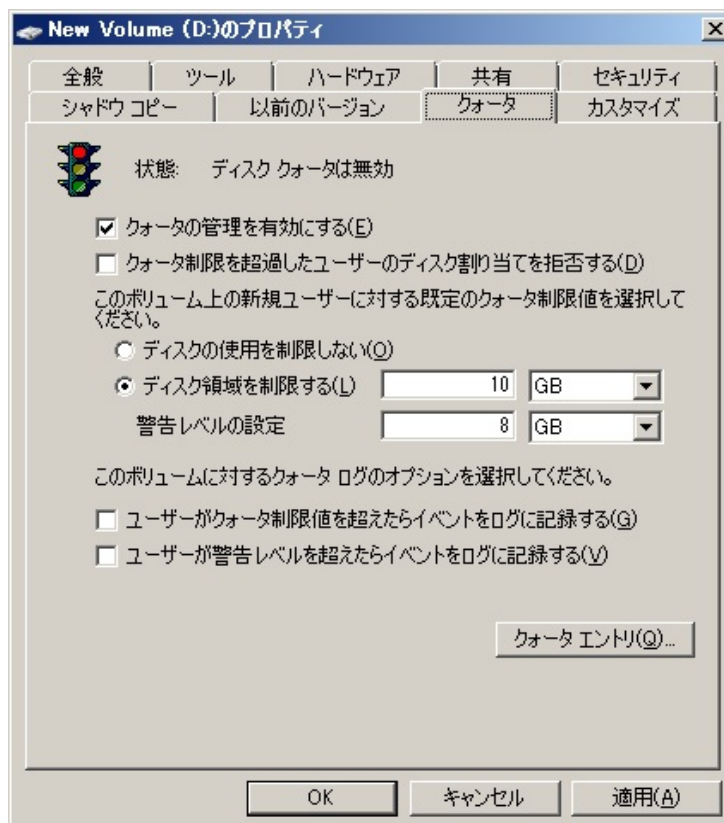 New Volume (D:)のプロパティ
全般 ツール ハードウェア 共有 セキュリティ
シャドウ コピー 以前のバージョン クォータ カスタマイズ
状態: ディスク クォータは無効
クォータの管理を有効にする(E)
クォータ制限を超過したユーザーのディスク割り当てを拒否する(D)
このボリューム上の新規ユーザーに対する既定のクォータ制限値を選択して
ください。
ディスクの使用を制限しない(O)
ディスク領域を制限する(L) 10 GB
警告レベルの設定 8 GB
このボリュームに対するクォータ ログのオプションを選択してください。
ユーザーがクォータ制限値を超えたらイベントをログに記録する(G)
ユーザーが警告レベルを超えたらイベントをログに記録する(V)
クォータ エントリ(Q)...
OK キャンセル 適用(A)